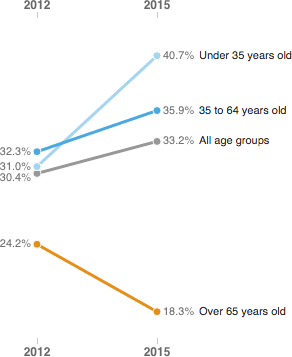 2012 2015
40.7% Under 35 years old
35.9% 35 to 64 years old
33.2% All age groups
32.3%
31.0%
30.4%
24.2%
18.3% Over 65 years old
2012 2015